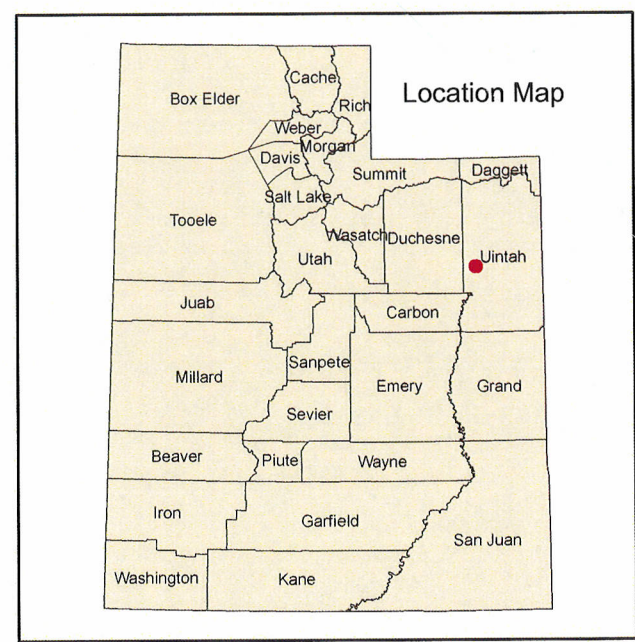 Location Map
Cache
Box Elder
Rich
Weber
Morgan
Davis
Summit
Daggett
Salt Lake
Tooele
Wasatch
Duchesne
Utah
Uintah
Juab
Carbon
Sanpete
Millard
Emery
Grand
Sevier
Beaver
Piute
Wayne
Iron
Garfield
San Juan
Washington
Kane